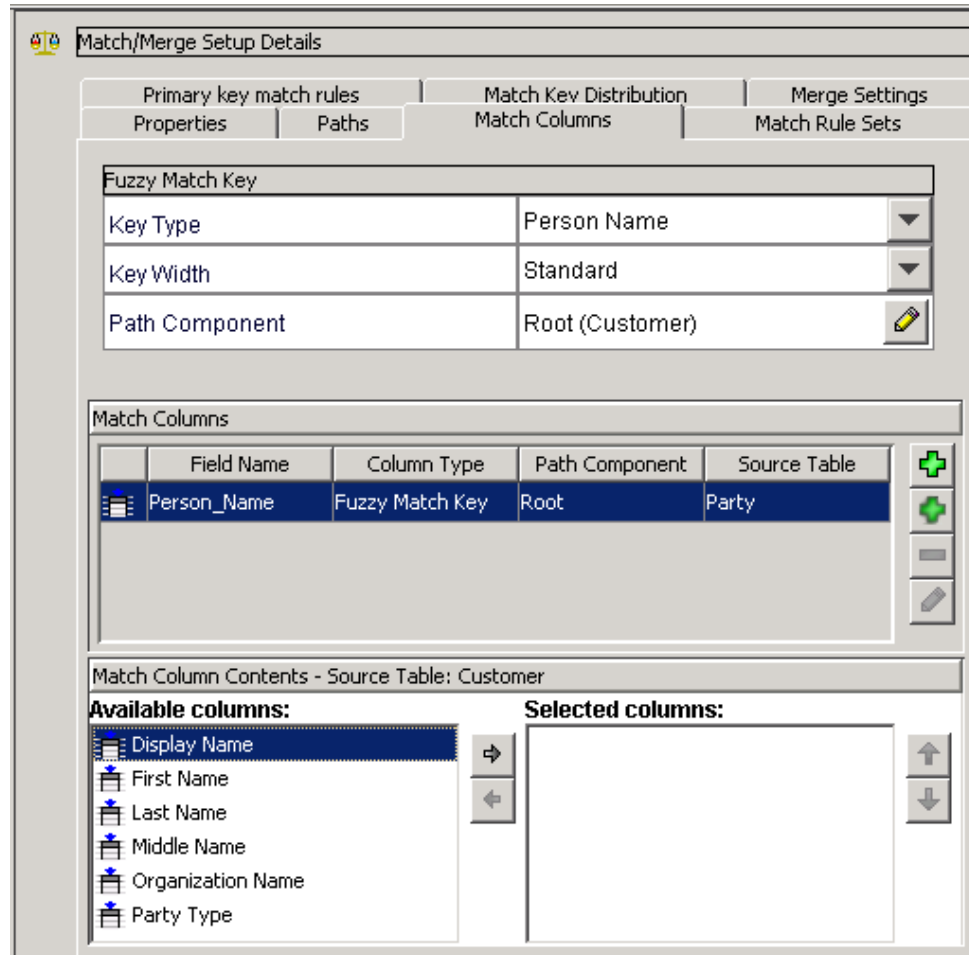 Match/Merge Setup Details
Primary key match rules Match Key Distribution Merge Settings
Properties Paths Match Columns Match Rule Sets
Fuzzy Match Key
Key Type Person Name
Key Width Standard
Path Component Root (Customer)
Match Columns
Field Name Column Type Path Component Source Table
Person_Name Fuzzy Match Key Root Party
Match Column Contents - Source Table: Customer
Available columns: Selected columns:
Display Name
First Name
Last Name
Middle Name
Organization Name
Party Type